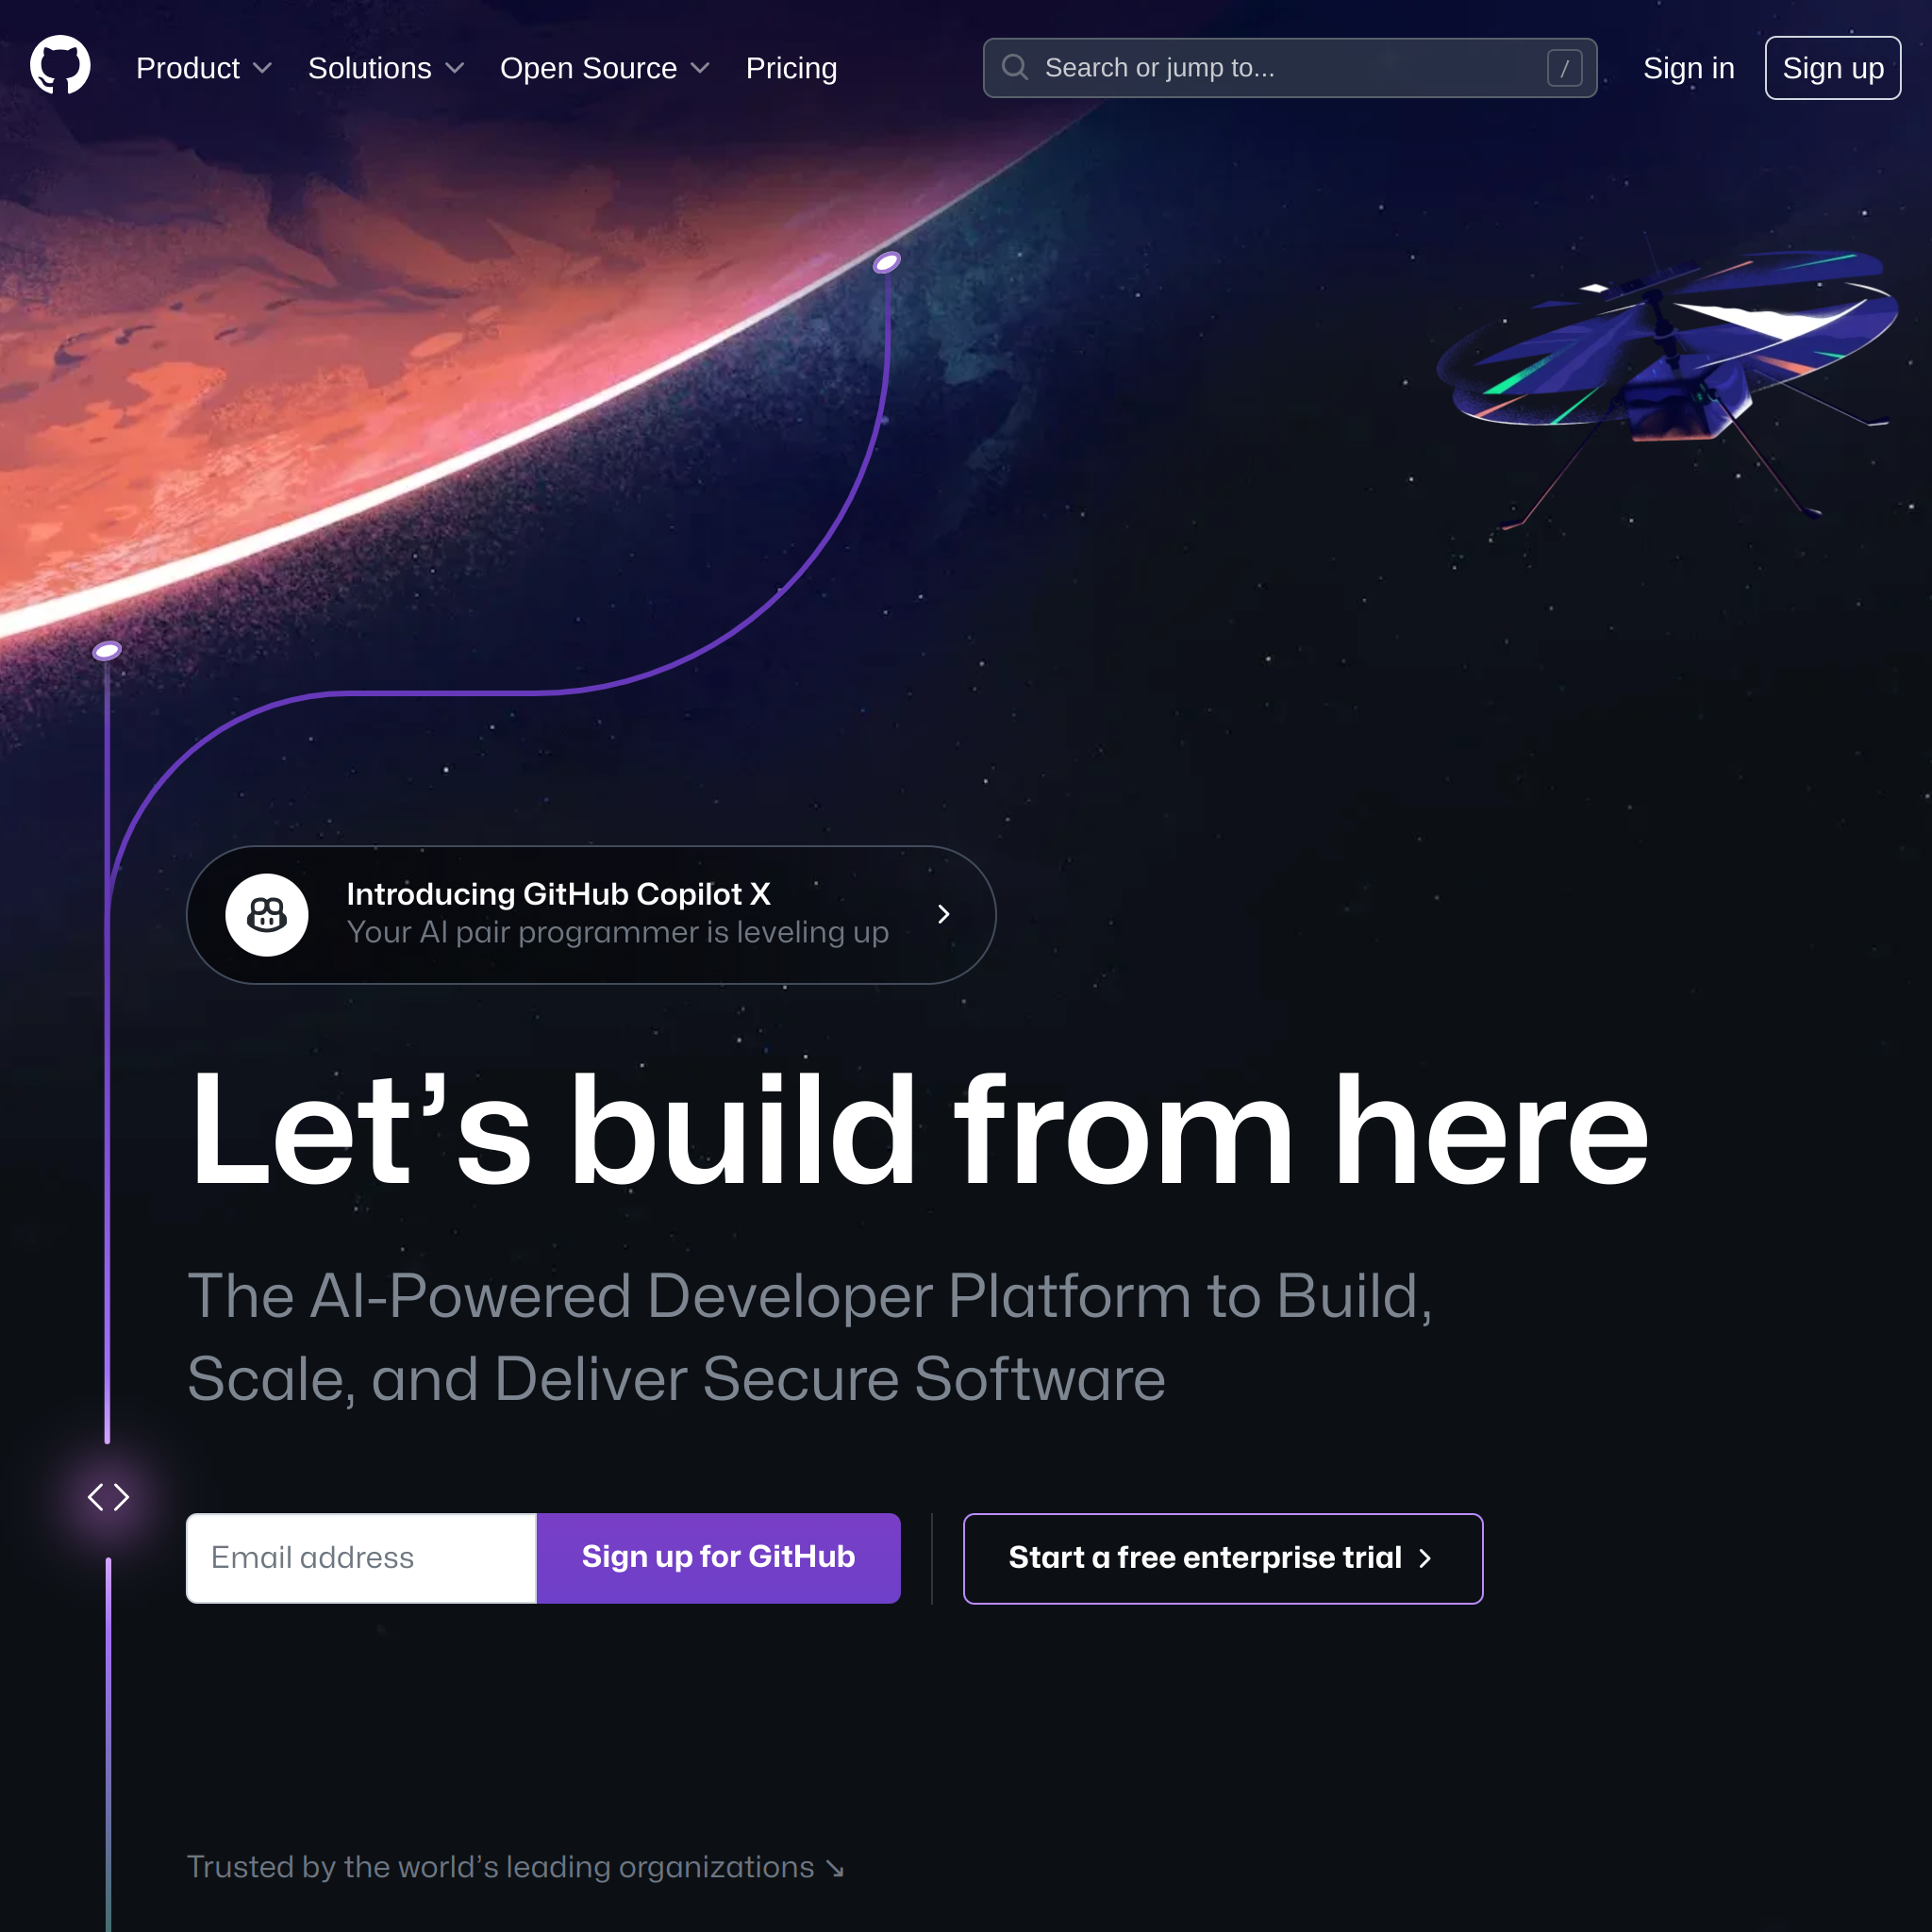 Product Solutions Open Source Pricing Search or jump to... / Sign in Sign up
Introducing GitHub Copilot X
Your AI pair programmer is leveling up
Let’s build from here
The AI-Powered Developer Platform to Build,
Scale, and Deliver Secure Software
Email address Sign up for GitHub Start a free enterprise trial
Trusted by the world’s leading organizations ↘